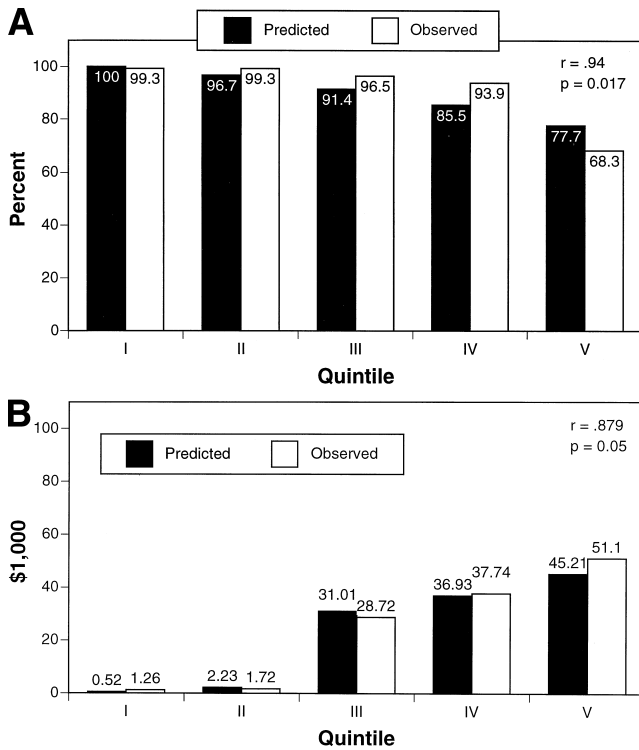 A
Predicted Observed
r = .94
p = 0.017
Percent
100
80
60
40
20
0
100 99.3 96.7 99.3 91.4 96.5 85.5 93.9 77.7 68.3
I II III IV V
Quintile
B
Predicted Observed
r = .879
p = 0.05
$1,000
100
80
60
40
20
0
0.52 1.26 2.23 1.72 31.01 28.72 36.93 37.74 45.21 51.1
I II III IV V
Quintile